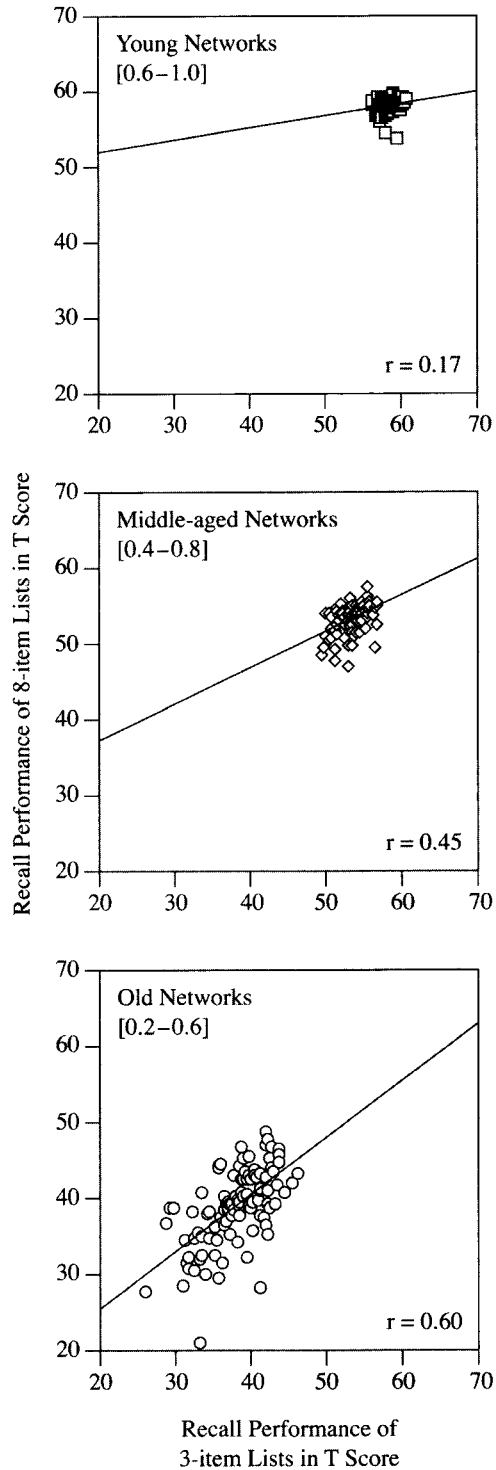 70
Young Networks
[0.6–1.0]
60
50
40
30
r = 0.17
20
20 30 40 50 60 70
Recall Performance of 8-item Lists in T Score
70
Middle-aged Networks
[0.4–0.8]
60
50
40
30
r = 0.45
20
20 30 40 50 60 70
70
Old Networks
[0.2–0.6]
60
50
40
30
r = 0.60
20
20 30 40 50 60 70
Recall Performance of
3-item Lists in T Score